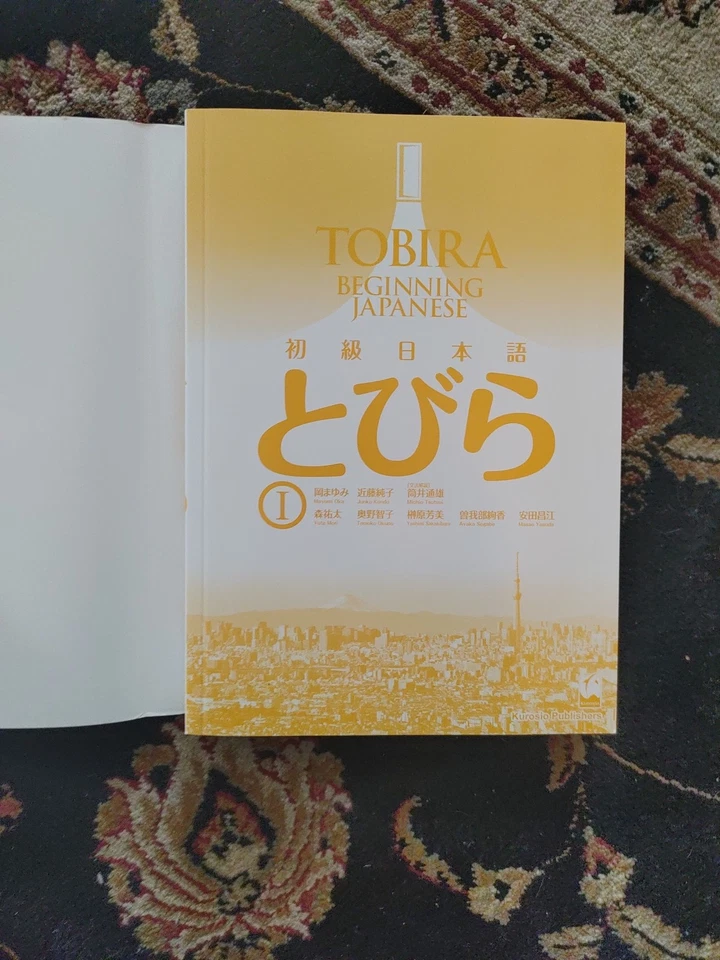 TOBIRA
BEGINNING
JAPANESE
初級日本語
とびら
I
岡まゆみ 近藤純子 筒井通雄
森祐太 奥野智子 榊原芳美 曽我部絢香 安田昌江
Kurosio Publishers